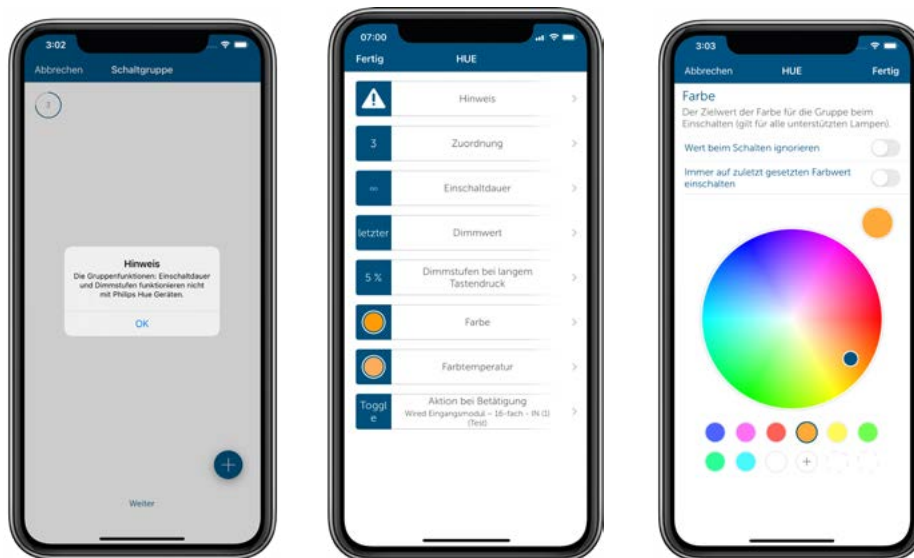 3:02
Abbrechen Schaltgruppe
3
Hinweis
Die Gruppenfunktionen: Einschaltdauer
und Dimmstufen funktionieren nicht
mit Philips Hue Geräten.
OK
+
Weiter
07:00
Fertig HUE
Hinweis
3 Zuordnung
∞ Einschaltdauer
letzter Dimmwert
5 % Dimmstufen bei langem
Tastendruck
Farbe
Farbtemperatur
Toggl
e
Aktion bei Betätigung
Wired Eingangsmodul – 16-fach - IN (1)
(Test)
3:03
Abbrechen HUE Fertig
Farbe
Der Zielwert der Farbe für die Gruppe beim
Einschalten (gilt für alle unterstützten Lampen).
Wert beim Schalten ignorieren
Immer auf zuletzt gesetzten Farbwert
einschalten
+